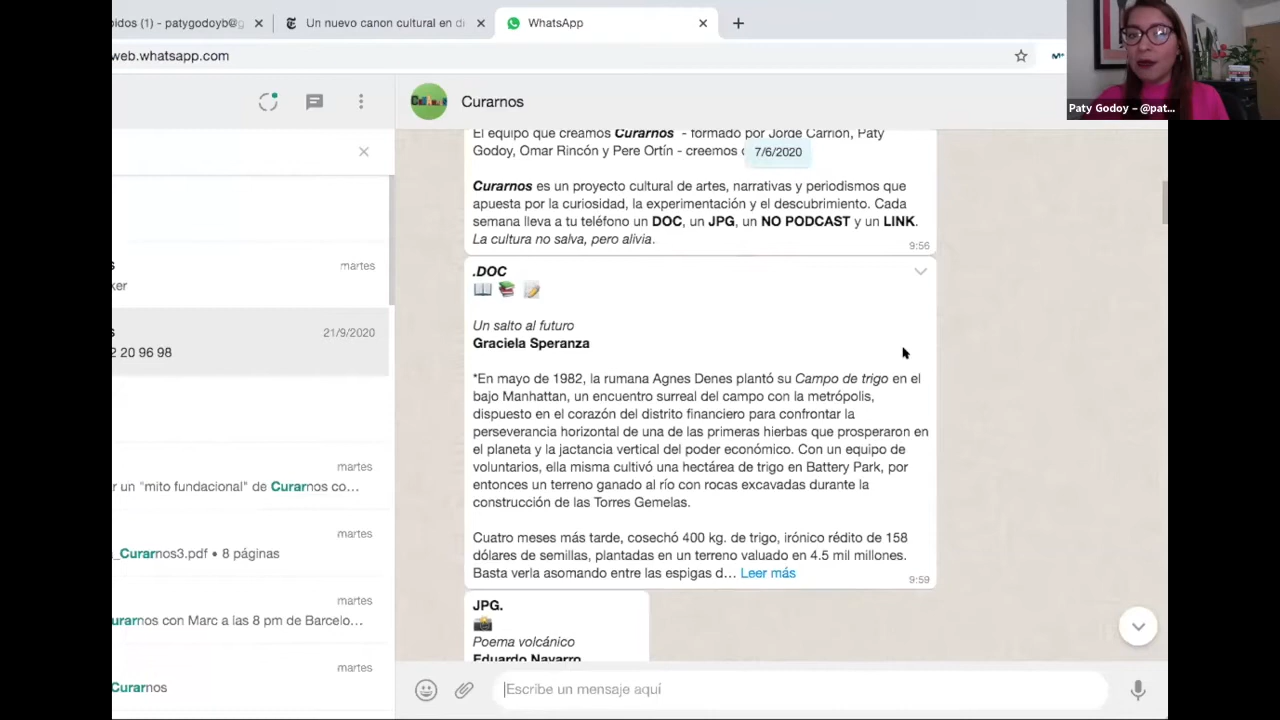 bidos (1) - patygodoyb@g
Un nuevo canon cultural en di
WhatsApp
web.whatsapp.com
Paty Godoy – @pat...
Curarnos
El equipo que creamos Curarnos - formado por Jorde Carrión, Paty
Godoy, Omar Rincón y Pere Ortín - creemos
7/6/2020
Curarnos es un proyecto cultural de artes, narrativas y periodismos que
apuesta por la curiosidad, la experimentación y el descubrimiento. Cada
semana lleva a tu teléfono un DOC, un JPG, un NO PODCAST y un LINK.
La cultura no salva, pero alivia.
9:56
.DOC
Un salto al futuro
Graciela Speranza
*En mayo de 1982, la rumana Agnes Denes plantó su Campo de trigo en el
bajo Manhattan, un encuentro surreal del campo con la metrópolis,
dispuesto en el corazón del distrito financiero para confrontar la
perseverancia horizontal de una de las primeras hierbas que prosperaron en
el planeta y la jactancia vertical del poder económico. Con un equipo de
voluntarios, ella misma cultivó una hectárea de trigo en Battery Park, por
entonces un terreno ganado al río con rocas excavadas durante la
construcción de las Torres Gemelas.
Cuatro meses más tarde, cosechó 400 kg. de trigo, irónico rédito de 158
dólares de semillas, plantadas en un terreno valuado en 4.5 mil millones.
Basta verla asomando entre las espigas d... Leer más
9:59
JPG.
Poema volcánico
Eduardo Navarro
Escribe un mensaje aquí
martes
ker
21/9/2020
2 20 96 98
martes
r un "mito fundacional" de Curarnos co...
martes
_Curarnos3.pdf • 8 páginas
martes
urarnos con Marc a las 8 pm de Barcelo...
martes
Curarnos